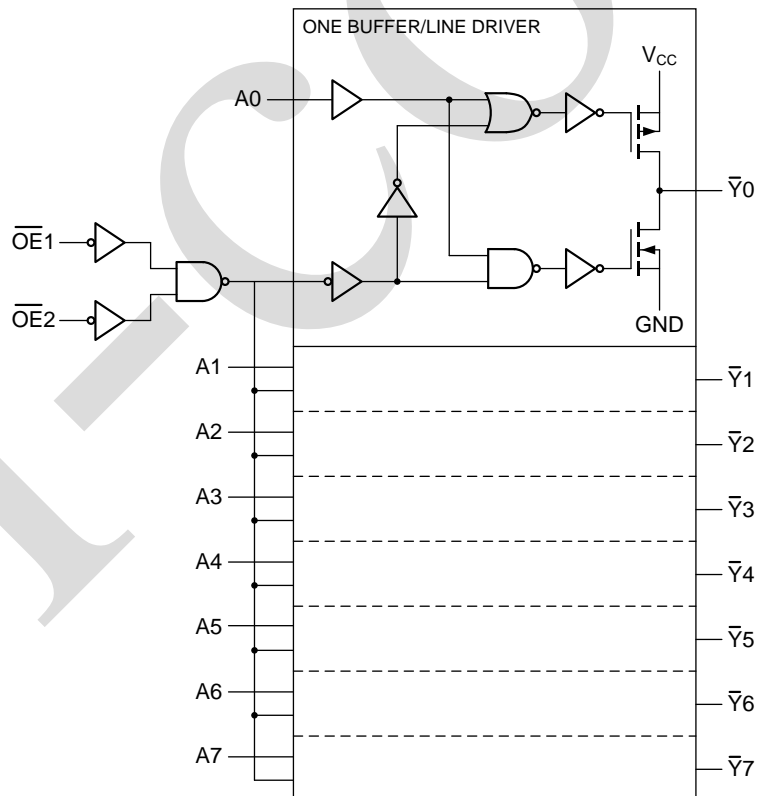 ONE BUFFER/LINE DRIVER
V_CC
A0
Y̅0
O̅E̅1
O̅E̅2
GND
A1
Y̅1
A2
Y̅2
A3
Y̅3
A4
Y̅4
A5
Y̅5
A6
Y̅6
A7
Y̅7